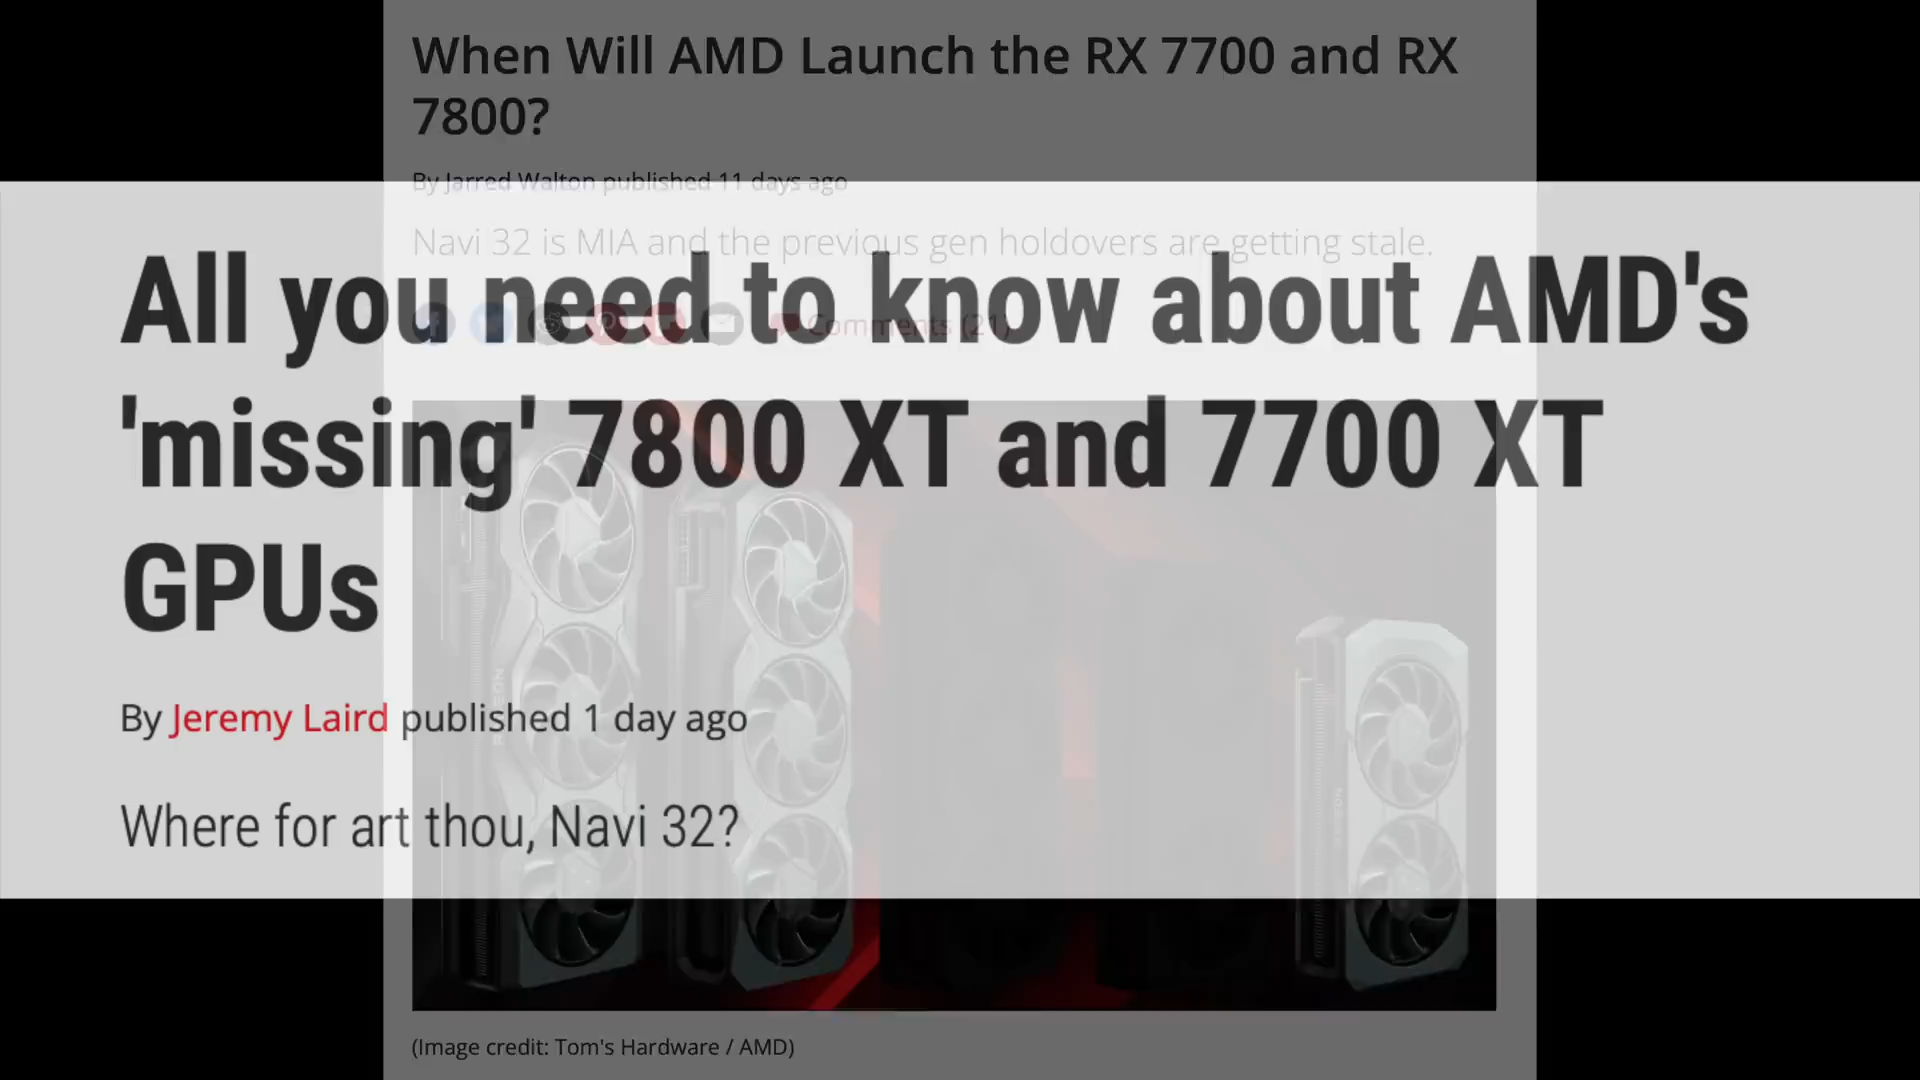 When Will AMD Launch the RX 7700 and RX
7800?
By Jarred Walton published 11 days ago
Navi 32 is MIA and the previous gen holdovers are getting stale.
Comments (21)
All you need to know about AMD's
'missing' 7800 XT and 7700 XT
GPUs
By Jeremy Laird published 1 day ago
Where for art thou, Navi 32?
(Image credit: Tom's Hardware / AMD)